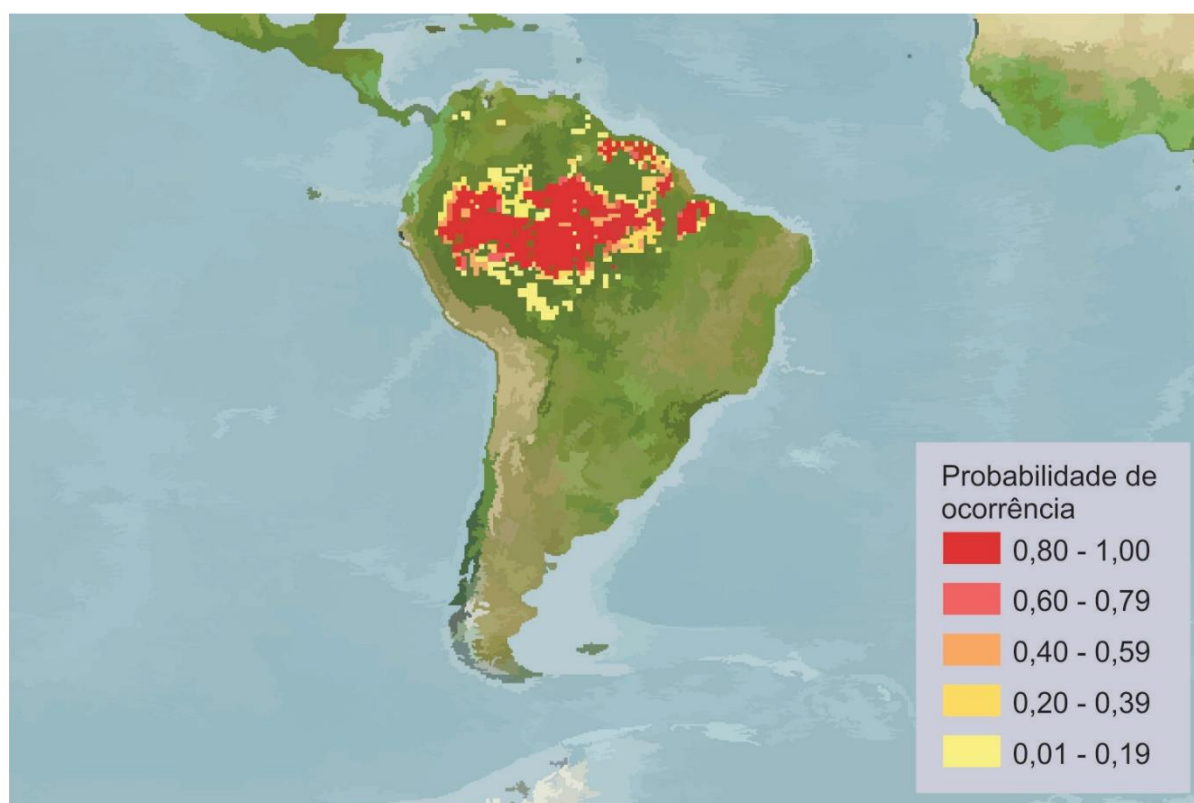 Probabilidade de
ocorrência
0,80 - 1,00
0,60 - 0,79
0,40 - 0,59
0,20 - 0,39
0,01 - 0,19